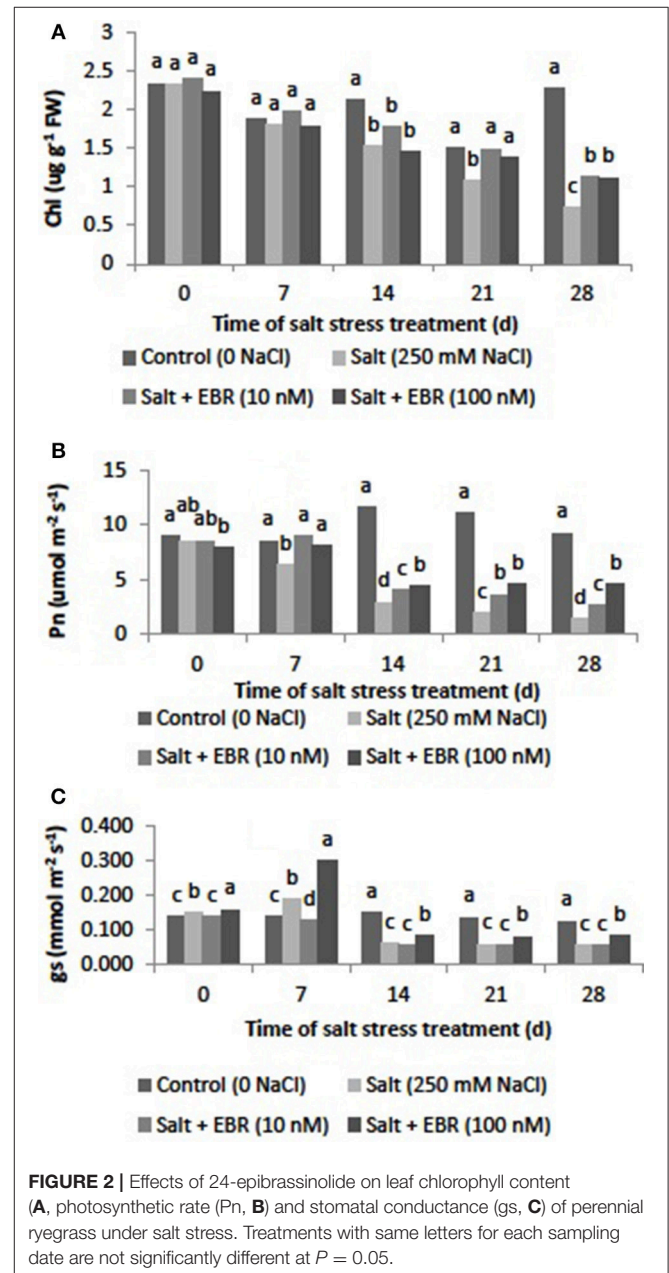 A
Chl (ug g⁻¹ FW)
3
2.5
2
1.5
1
0.5
0
a a a a
a a a a
a b b b
a b a a
a c b b
0 7 14 21 28
Time of salt stress treatment (d)
Control (0 NaCl) Salt (250 mM NaCl)
Salt + EBR (10 nM) Salt + EBR (100 nM)
B
Pn (umol m⁻² s⁻¹)
15
10
5
0
a ab ab b
a b a a
a d c b
a c b b
a d c b
0 7 14 21 28
Time of salt stress treatment (d)
Control (0 NaCl) Salt (250 mM NaCl)
Salt + EBR (10 nM) Salt + EBR (100 nM)
C
gs (mmol m⁻² s⁻¹)
0.400
0.300
0.200
0.100
0.000
c b c a
c b d a
a c c b
a c c b
a c c b
0 7 14 21 28
Time of salt stress treatment (d)
Control (0 NaCl) Salt (250 mM NaCl)
Salt + EBR (10 nM) Salt + EBR (100 nM)
FIGURE 2 | Effects of 24-epibrassinolide on leaf chlorophyll content
(A, photosynthetic rate (Pn, B) and stomatal conductance (gs, C) of perennial
ryegrass under salt stress. Treatments with same letters for each sampling
date are not significantly different at P = 0.05.